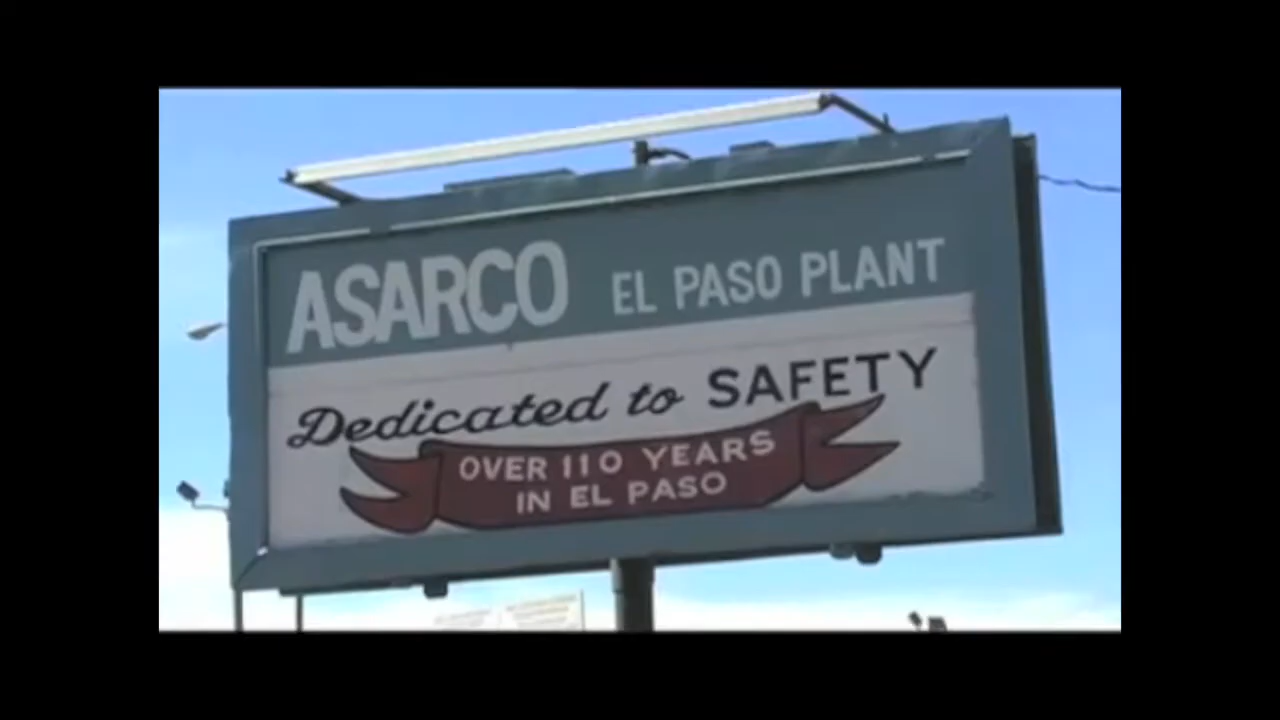 ASARCO EL PASO PLANT
Dedicated to SAFETY
OVER 110 YEARS
IN EL PASO